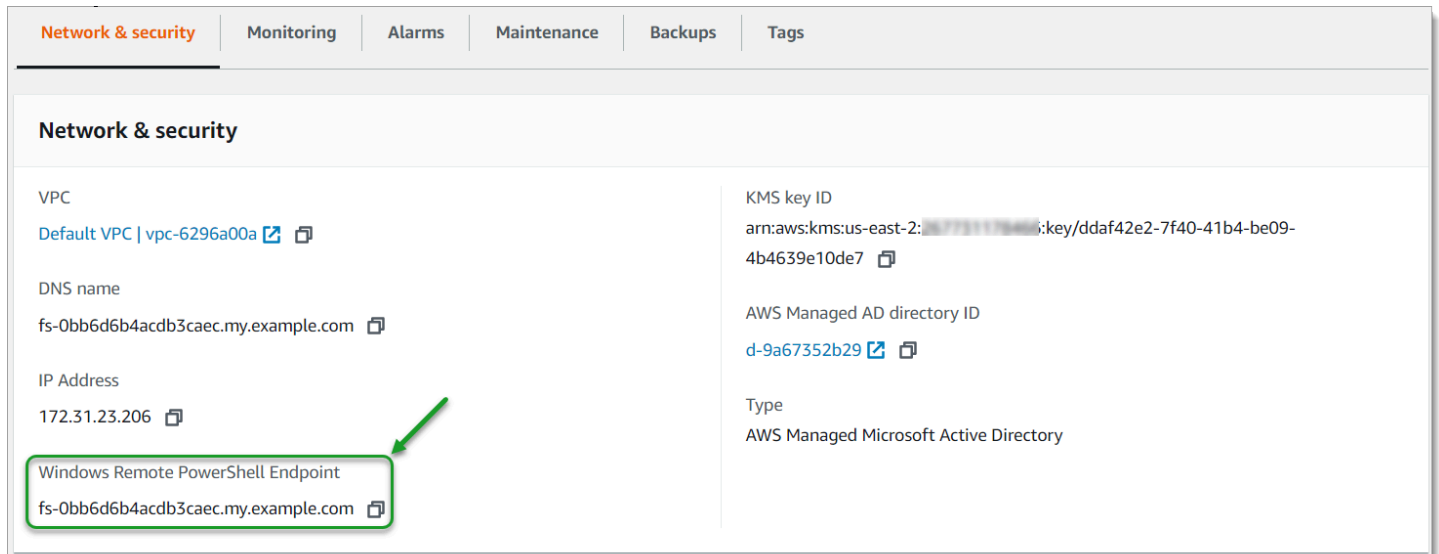 Network & security Monitoring Alarms Maintenance Backups Tags
Network & security
VPC
Default VPC | vpc-6296a00a
DNS name
fs-0bb6d6b4acdb3caec.my.example.com
IP Address
172.31.23.206
Windows Remote PowerShell Endpoint
fs-0bb6d6b4acdb3caec.my.example.com
KMS key ID
arn:aws:kms:us-east-2: :key/ddaf42e2-7f40-41b4-be09-
4b4639e10de7
AWS Managed AD directory ID
d-9a67352b29
Type
AWS Managed Microsoft Active Directory